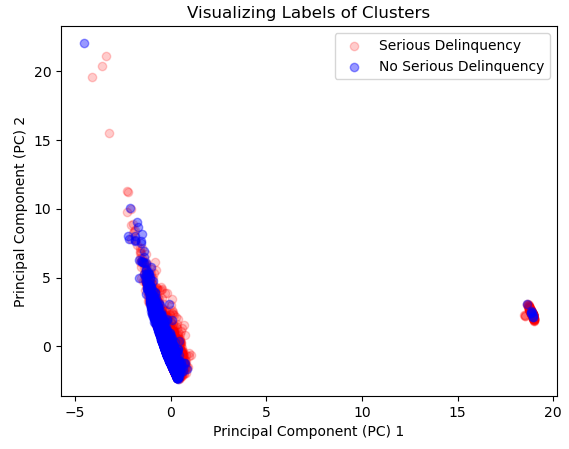 Visualizing Labels of Clusters
Serious Delinquency
No Serious Delinquency
Principal Component (PC) 2
20
15
10
5
0
−5
0
5
10
15
20
Principal Component (PC) 1